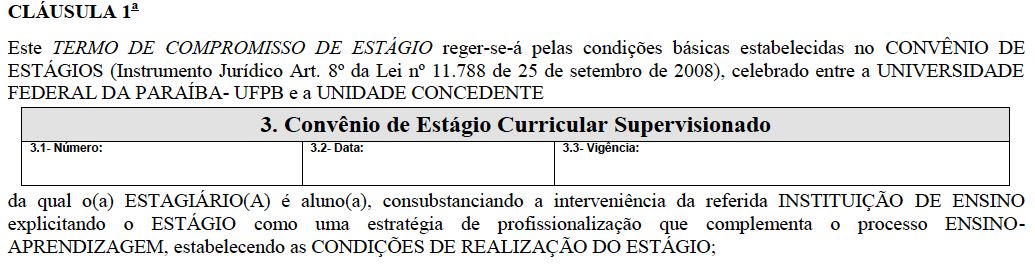 CLÁUSULA 1ª
Este TERMO DE COMPROMISSO DE ESTÁGIO reger-se-á pelas condições básicas estabelecidas no CONVÊNIO DE
ESTÁGIOS (Instrumento Jurídico Art. 8º da Lei nº 11.788 de 25 de setembro de 2008), celebrado entre a UNIVERSIDADE
FEDERAL DA PARAÍBA- UFPB e a UNIDADE CONCEDENTE
3. Convênio de Estágio Curricular Supervisionado
3.1- Número: 3.2- Data: 3.3- Vigência:
da qual o(a) ESTAGIÁRIO(A) é aluno(a), consubstanciando a interveniência da referida INSTITUIÇÃO DE ENSINO
explicitando o ESTÁGIO como uma estratégia de profissionalização que complementa o processo ENSINO-
APRENDIZAGEM, estabelecendo as CONDIÇÕES DE REALIZAÇÃO DO ESTÁGIO;